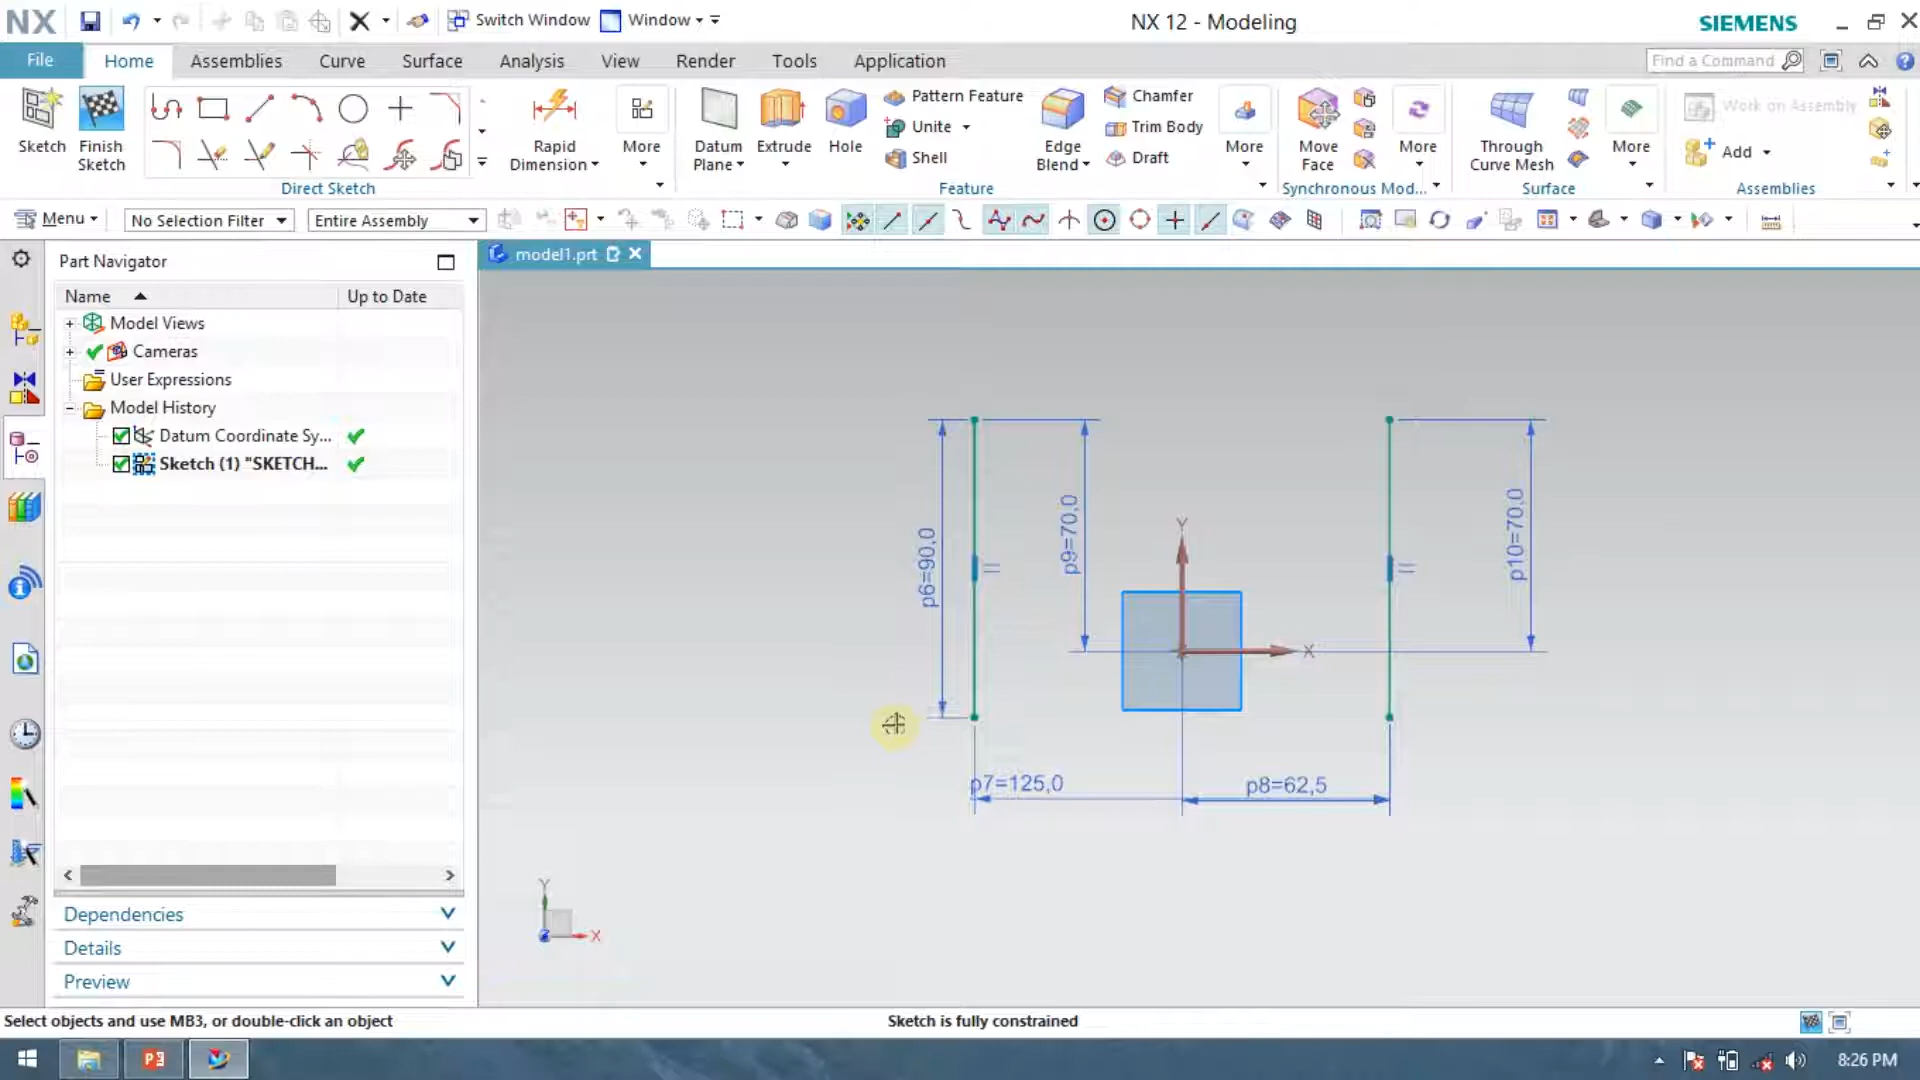 NX
Switch Window
Window
NX 12 - Modeling
SIEMENS
File
Home
Assemblies
Curve
Surface
Analysis
View
Render
Tools
Application
Find a Command
Sketch
Finish
Sketch
Direct Sketch
Rapid
Dimension
More
Datum
Plane
Extrude
Hole
Pattern Feature
Unite
Shell
Edge
Blend
Chamfer
Trim Body
Draft
More
Feature
Move
Face
More
Synchronous Mod...
Through
Curve Mesh
More
Surface
Work on Assembly
Add
Assemblies
Menu
No Selection Filter
Entire Assembly
Part Navigator
model1.prt
Name
Up to Date
Model Views
Cameras
User Expressions
Model History
Datum Coordinate Sy...
Sketch (1) "SKETCH...
Dependencies
Details
Preview
p6=90,0
p9=70,0
p10=70,0
Y
X
p7=125,0
p8=62,5
Y
X
Select objects and use MB3, or double-click an object
Sketch is fully constrained
8:26 PM